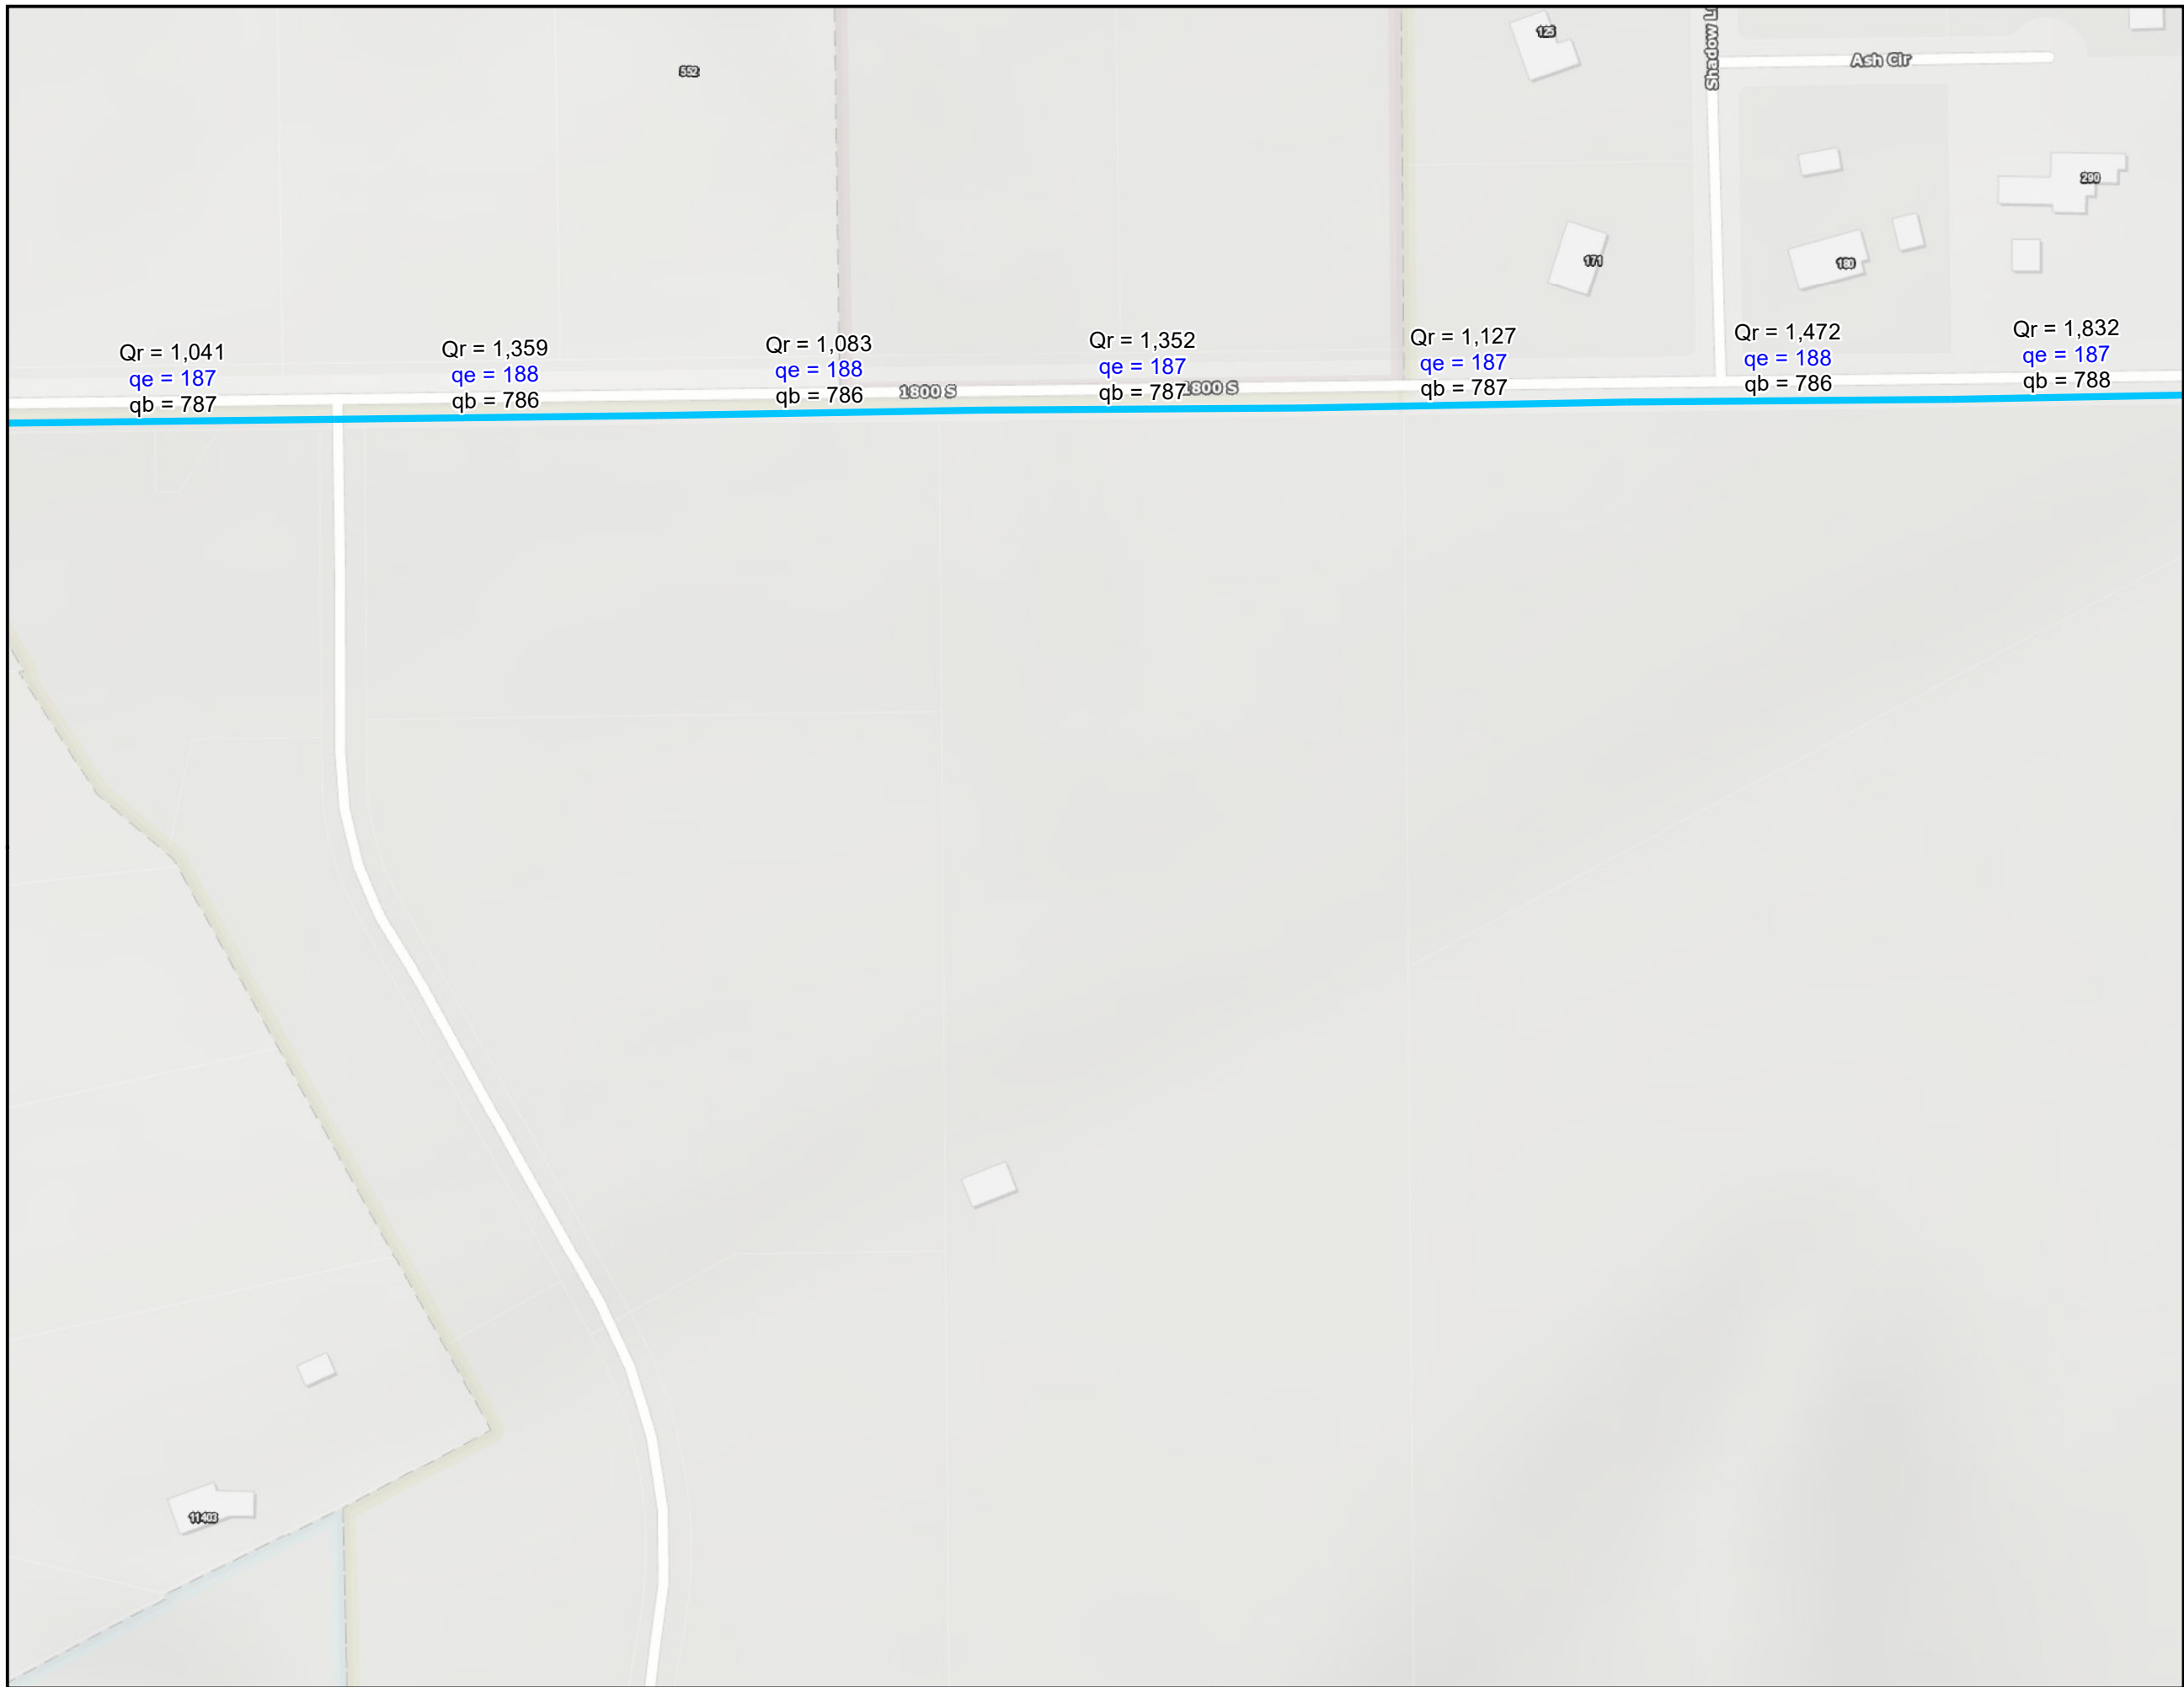 125
Shadow L
Ash Cir
552
290
171
180
Qr = 1,041
qe = 187
qb = 787
Qr = 1,359
qe = 188
qb = 786
Qr = 1,083
qe = 188
qb = 786
1800 S
Qr = 1,352
qe = 187
qb = 787
1800 S
Qr = 1,127
qe = 187
qb = 787
Qr = 1,472
qe = 188
qb = 786
Qr = 1,832
qe = 187
qb = 788
11403